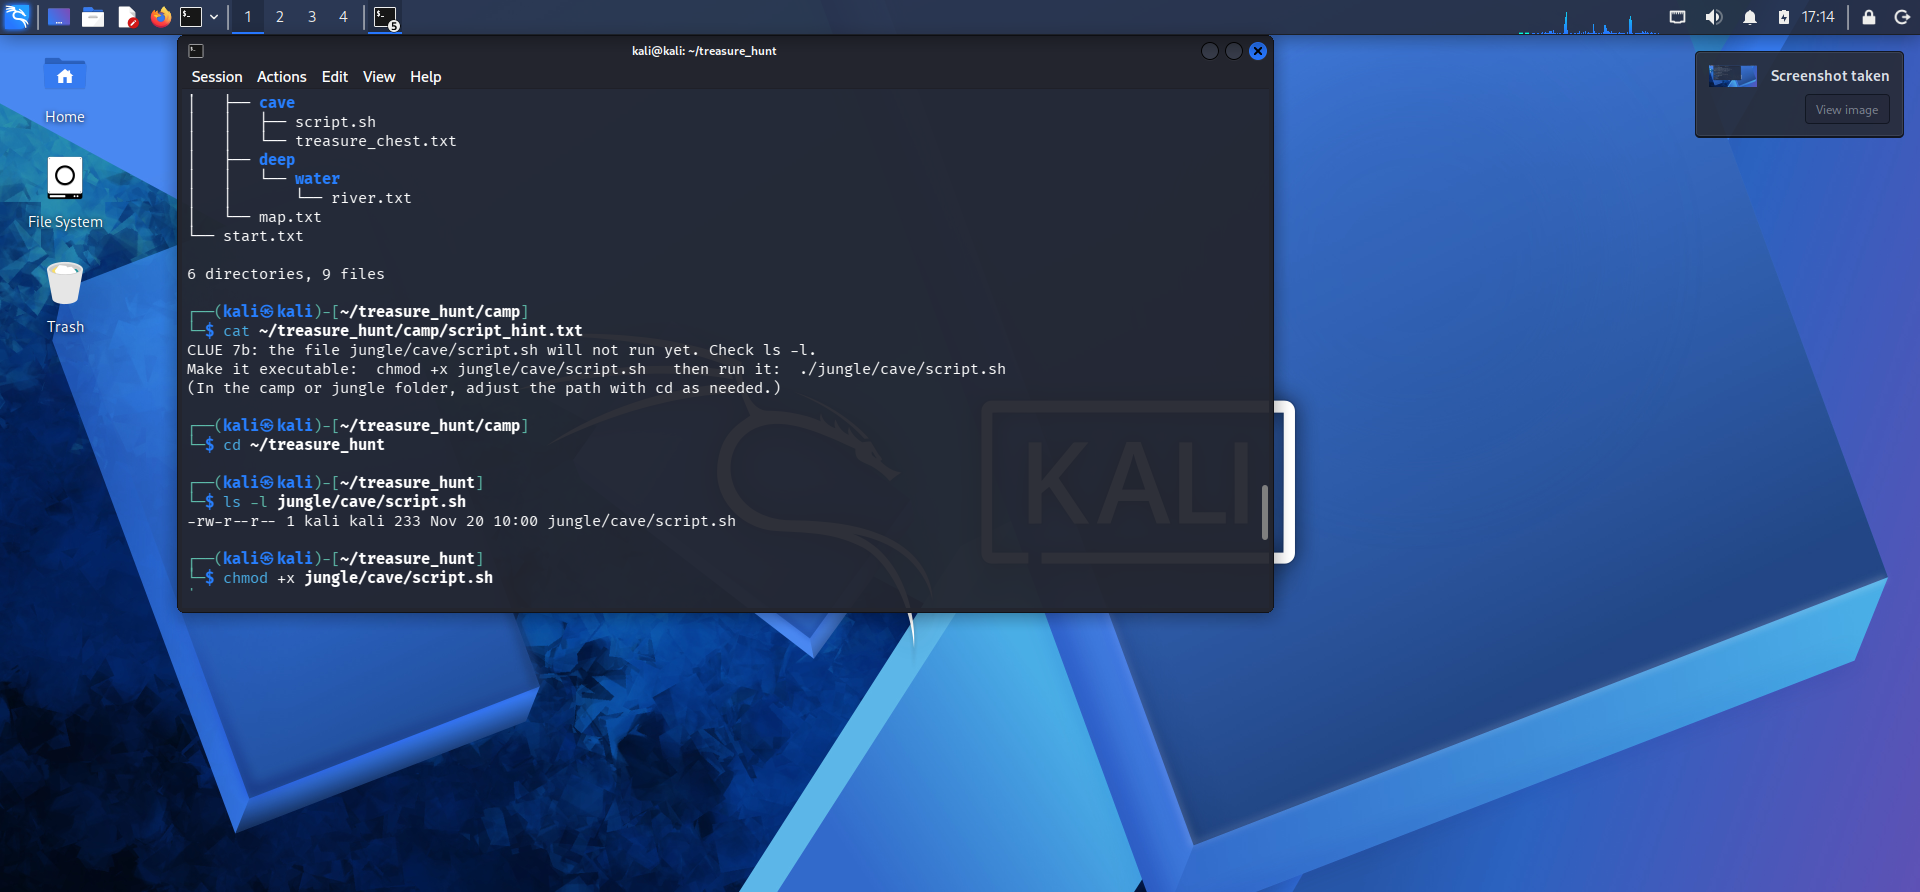 1 2 3 4 5 17:14
kali@kali: ~/treasure_hunt
Session Actions Edit View Help
Screenshot taken
View image
Home
File System
Trash
│   ├── cave
│   │   ├── script.sh
│   │   └── treasure_chest.txt
│   ├── deep
│   │   └── water
│   │       └── river.txt
│   └── map.txt
└── start.txt
6 directories, 9 files
┌──(kali㉿kali)-[~/treasure_hunt/camp]
└─$ cat ~/treasure_hunt/camp/script_hint.txt
CLUE 7b: the file jungle/cave/script.sh will not run yet. Check ls -l.
Make it executable:  chmod +x jungle/cave/script.sh   then run it:  ./jungle/cave/script.sh
(In the camp or jungle folder, adjust the path with cd as needed.)
┌──(kali㉿kali)-[~/treasure_hunt/camp]
└─$ cd ~/treasure_hunt
┌──(kali㉿kali)-[~/treasure_hunt]
└─$ ls -l jungle/cave/script.sh
-rw-r--r-- 1 kali kali 233 Nov 20 10:00 jungle/cave/script.sh
┌──(kali㉿kali)-[~/treasure_hunt]
└─$ chmod +x jungle/cave/script.sh
KALI